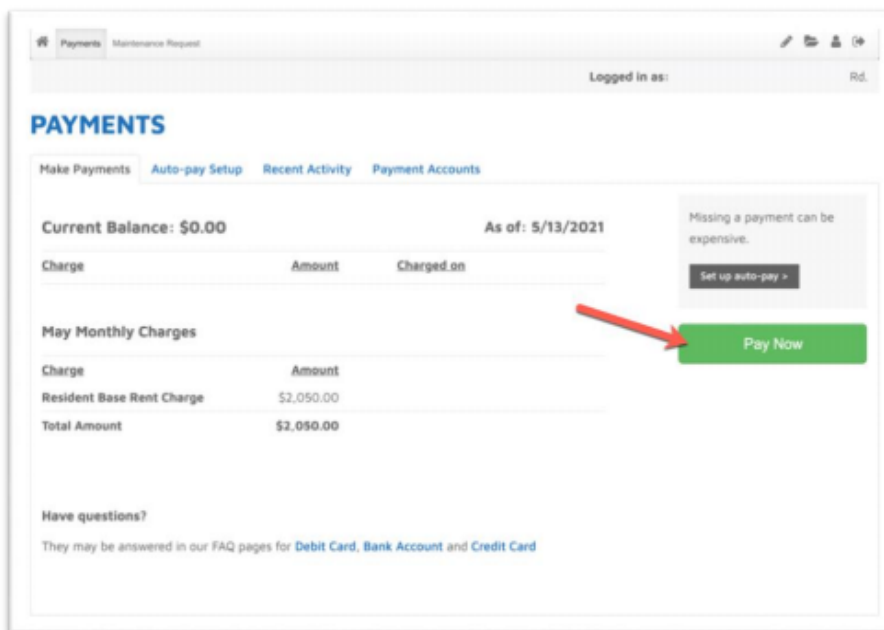 Payments Maintenance Request
Logged in as: Rd.
PAYMENTS
Make Payments Auto-pay Setup Recent Activity Payment Accounts
Current Balance: $0.00 As of: 5/13/2021
Charge Amount Charged on
Missing a payment can be
expensive.
Set up auto-pay >
Pay Now
May Monthly Charges
Charge Amount
Resident Base Rent Charge $2,050.00
Total Amount $2,050.00
Have questions?
They may be answered in our FAQ pages for Debit Card, Bank Account and Credit Card